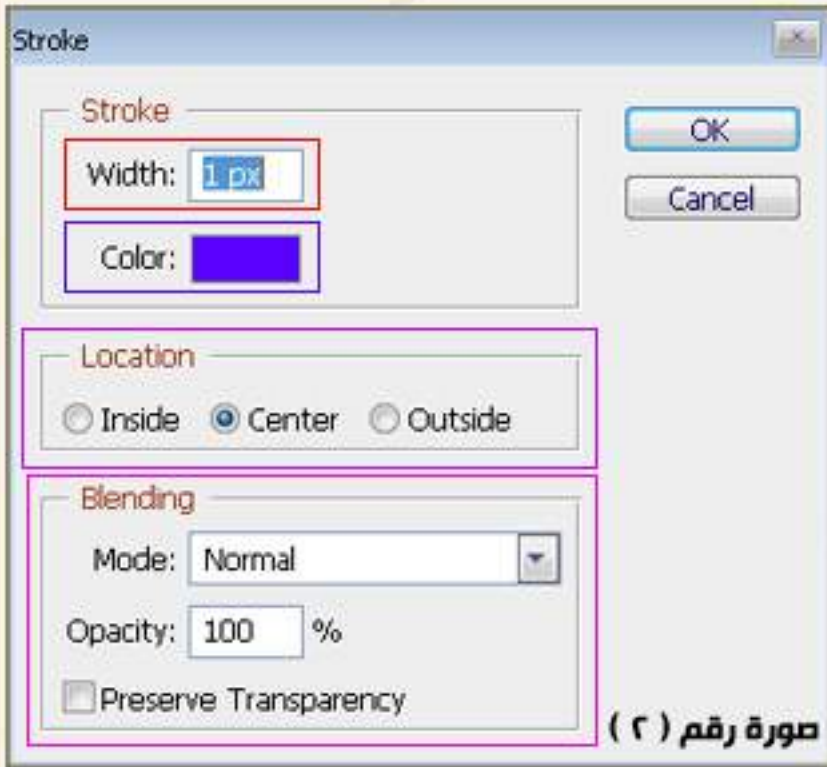 Stroke
Stroke
OK
Width: 1 px
Cancel
Color:
Location
Inside Center Outside
Blending
Mode: Normal
Opacity: 100 %
Preserve Transparency
صورة رقم ( ٢ )